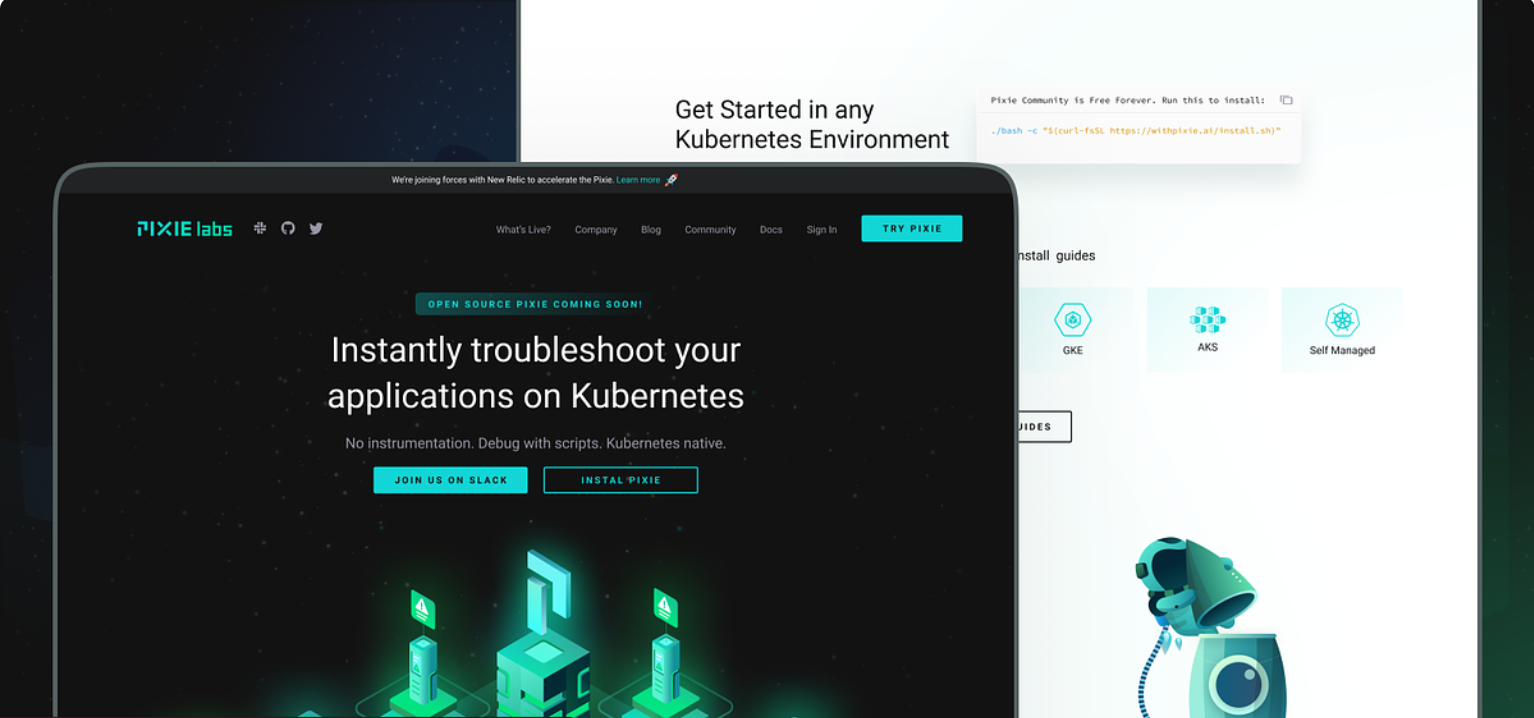 Get Started in any
Kubernetes Environment
Pixie Community is Free Forever. Run this to install:
./bash -c "$(curl-fsSL https://withpixie.ai/install.sh)"
We're joining forces with New Relic to accelerate the Pixie. Learn more
PIXIE labs
What's Live? Company Blog Community Docs Sign In TRY PIXIE
OPEN SOURCE PIXIE COMING SOON!
Instantly troubleshoot your
applications on Kubernetes
No instrumentation. Debug with scripts. Kubernetes native.
JOIN US ON SLACK INSTAL PIXIE
nstall guides
GKE AKS Self Managed
UIDES